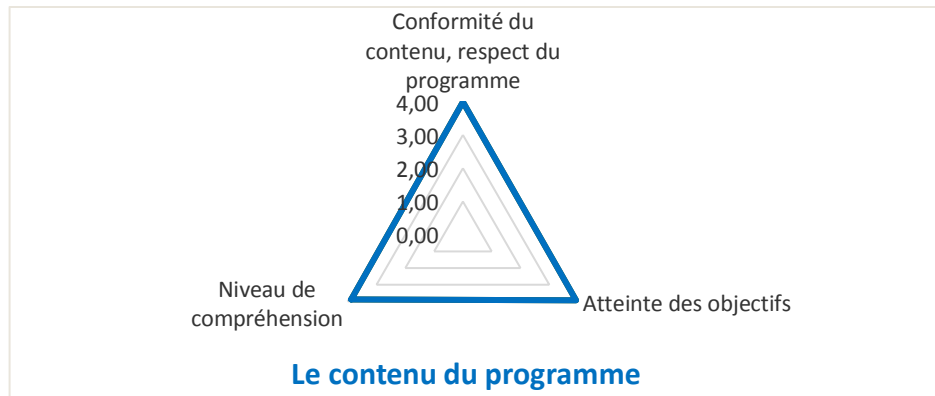 Conformité du
contenu, respect du
programme
4,00
3,00
2,00
1,00
0,00
Niveau de
compréhension
Atteinte des objectifs
Le contenu du programme